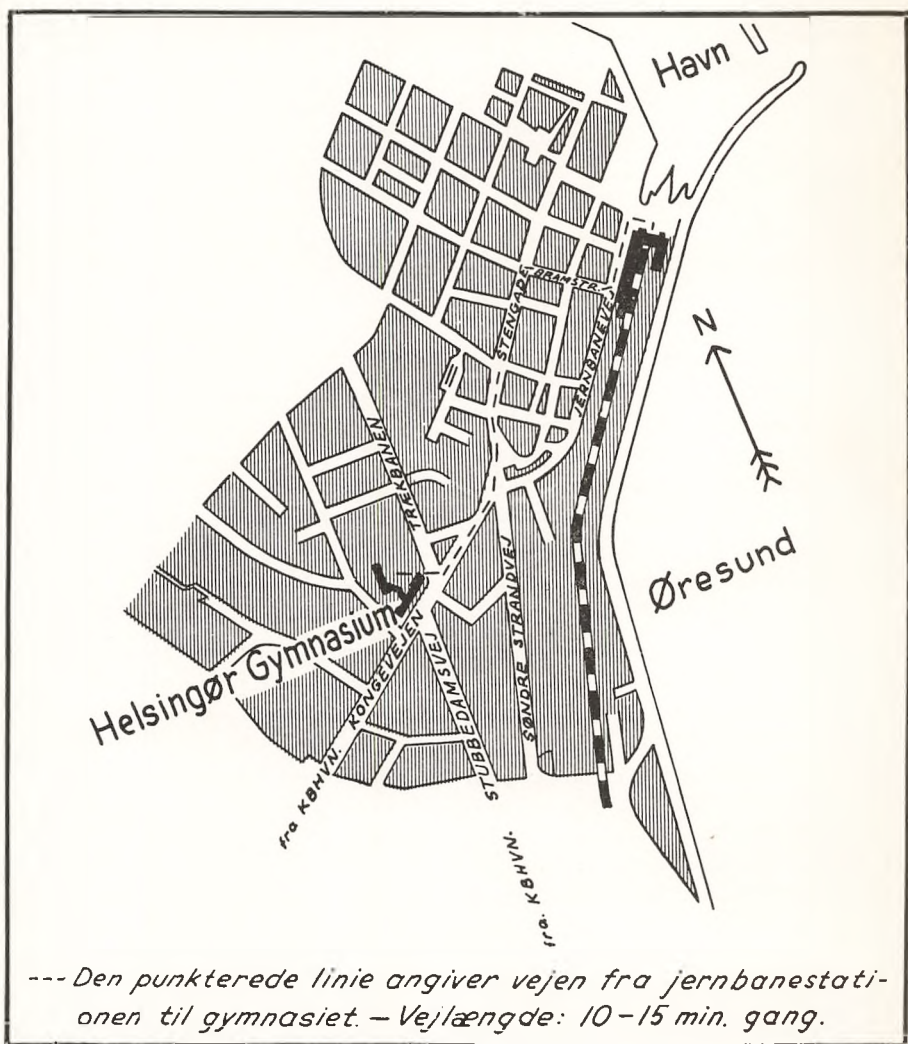 Havn
N
BRAMSTR.
STENGADE
JERNBANEVEJ
TRÆKBANEN
Øresund
SØNDRE STRANDVEJ
Helsingør Gymnasium
KONGEVEJEN
STUBBEDAMSVEJ
fra KBHVN.
fra. KBHVN.
--- Den punkterede linie angiver vejen fra jernbanestati-
onen til gymnasiet. — Vejlængde: 10-15 min. gang.